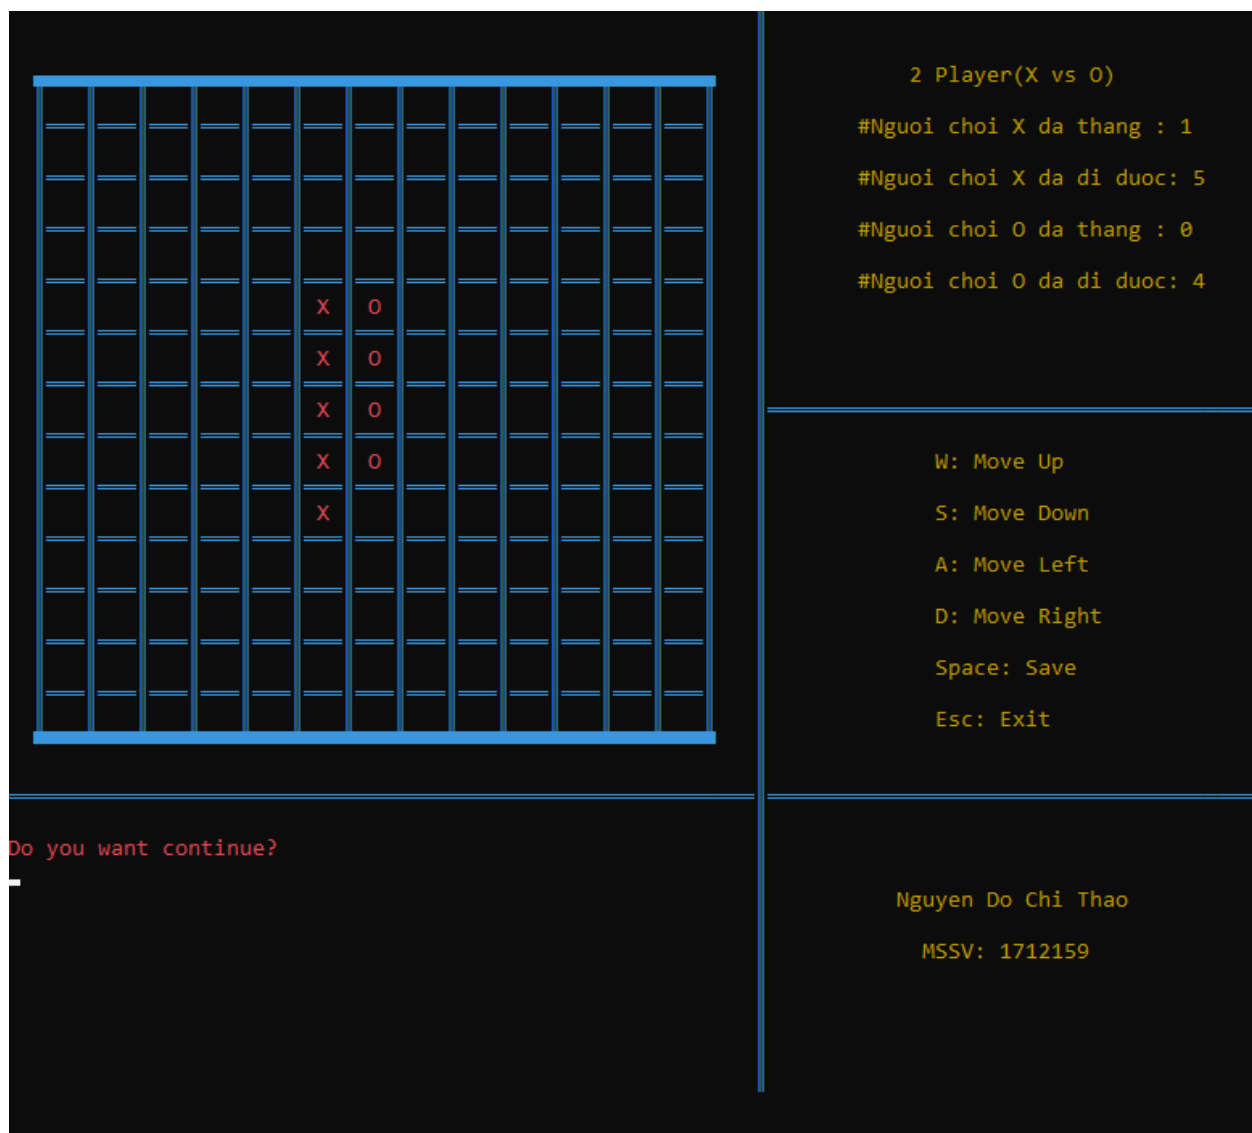 X O
X O
X O
X O
X
Do you want continue?
2 Player(X vs O)
#Nguoi choi X da thang : 1
#Nguoi choi X da di duoc: 5
#Nguoi choi O da thang : 0
#Nguoi choi O da di duoc: 4
W: Move Up
S: Move Down
A: Move Left
D: Move Right
Space: Save
Esc: Exit
Nguyen Do Chi Thao
MSSV: 1712159